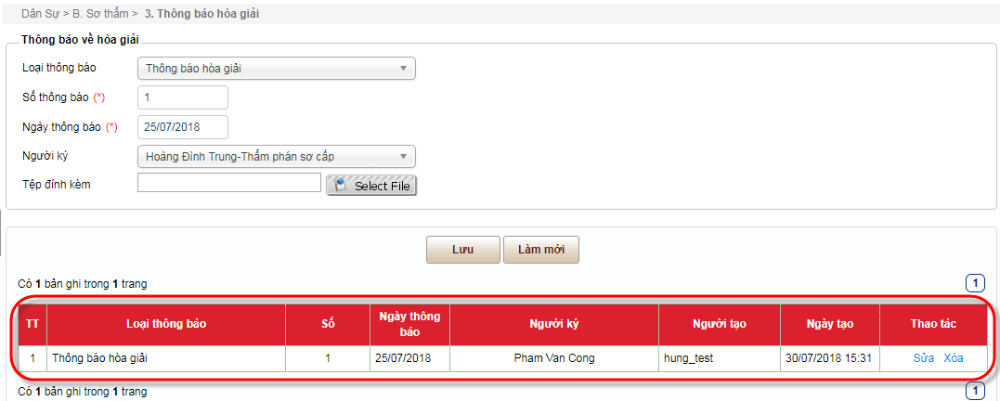 Dân Sự > B. Sơ thẩm > 3. Thông báo hòa giải
Thông báo về hòa giải
Loại thông báo Thông báo hòa giải
Số thông báo (*) 1
Ngày thông báo (*) 25/07/2018
Người ký Hoàng Đình Trung-Thẩm phán sơ cấp
Tệp đính kèm Select File
Lưu Làm mới
Có 1 bản ghi trong 1 trang 1
TT Loại thông báo Số Ngày thông báo Người ký Người tạo Ngày tạo Thao tác
1 Thông báo hòa giải 1 25/07/2018 Pham Van Cong hung_test 30/07/2018 15:31 Sửa Xóa
Có 1 bản ghi trong 1 trang 1